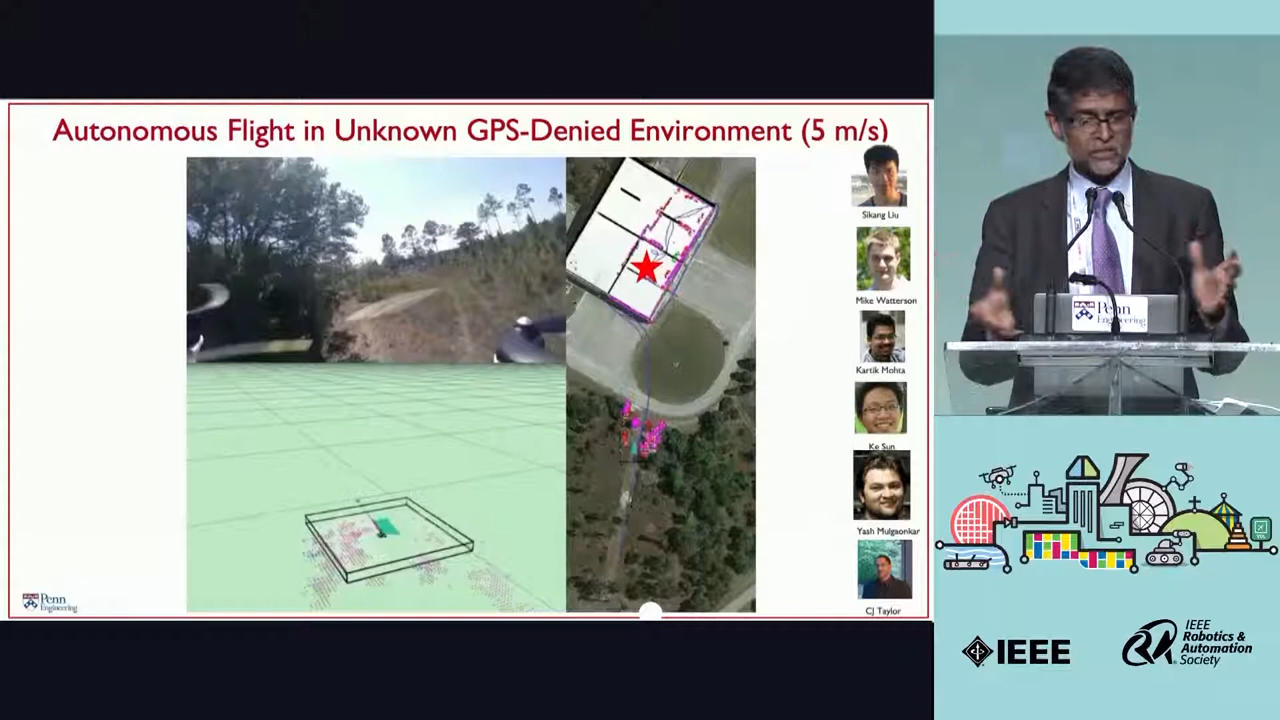 Autonomous Flight in Unknown GPS-Denied Environment (5 m/s)
Sikang Liu
Mike Watterson
Kartik Mohta
Ke Sun
Yash Mulgaonkar
CJ Taylor
Penn
Engineering
Penn
Engineering
IEEE
IEEE
Robotics &
Automation
Society